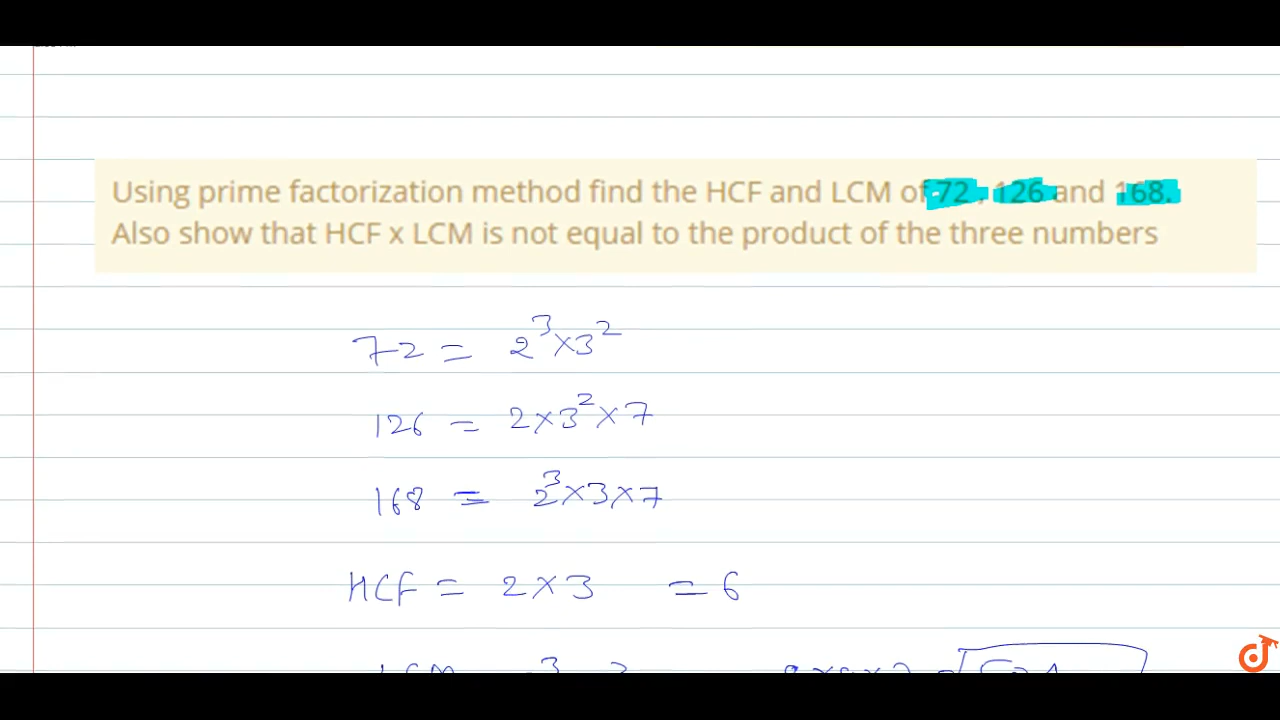 Using prime factorization method find the HCF and LCM of 72, 126 and 168.
Also show that HCF x LCM is not equal to the product of the three numbers
72 = 2³×3²
126 = 2×3²×7
168 = 2³×3×7
HCF = 2×3 = 6